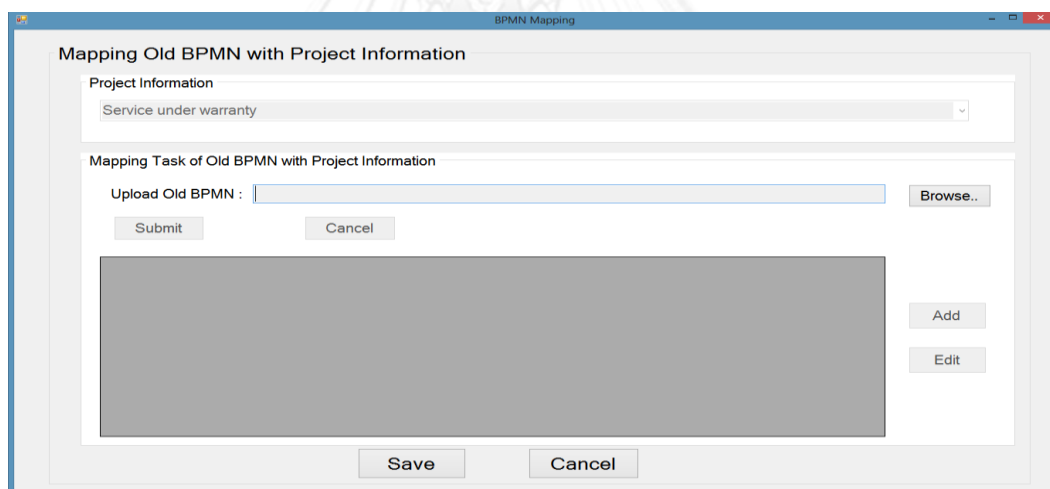 BPMN Mapping
Mapping Old BPMN with Project Information
Project Information
Service under warranty
Mapping Task of Old BPMN with Project Information
Upload Old BPMN :
Browse..
Submit Cancel
Add
Edit
Save Cancel